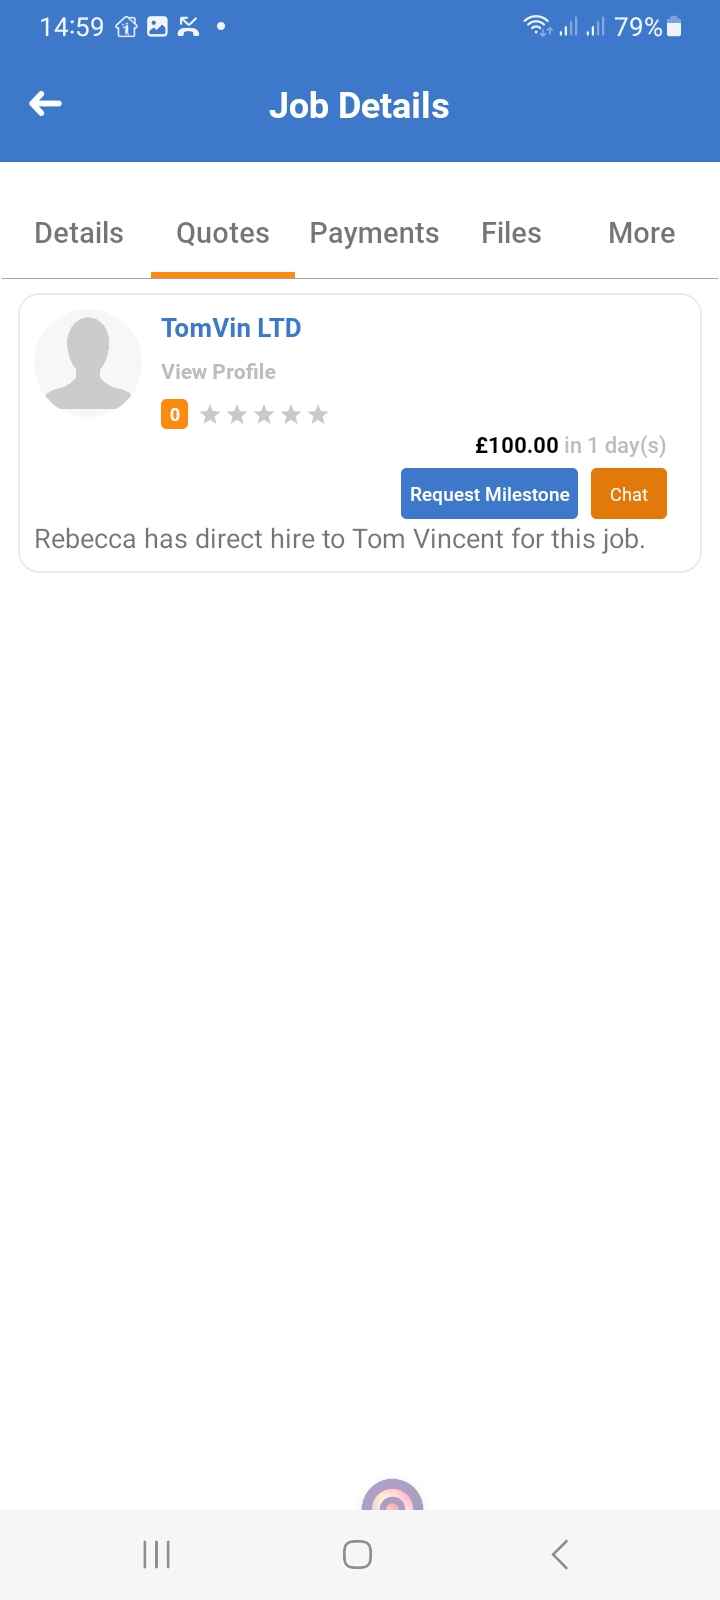 14:59 79%
Job Details
Details Quotes Payments Files More
TomVin LTD
View Profile
0
£100.00 in 1 day(s)
Request Milestone Chat
Rebecca has direct hire to Tom Vincent for this job.